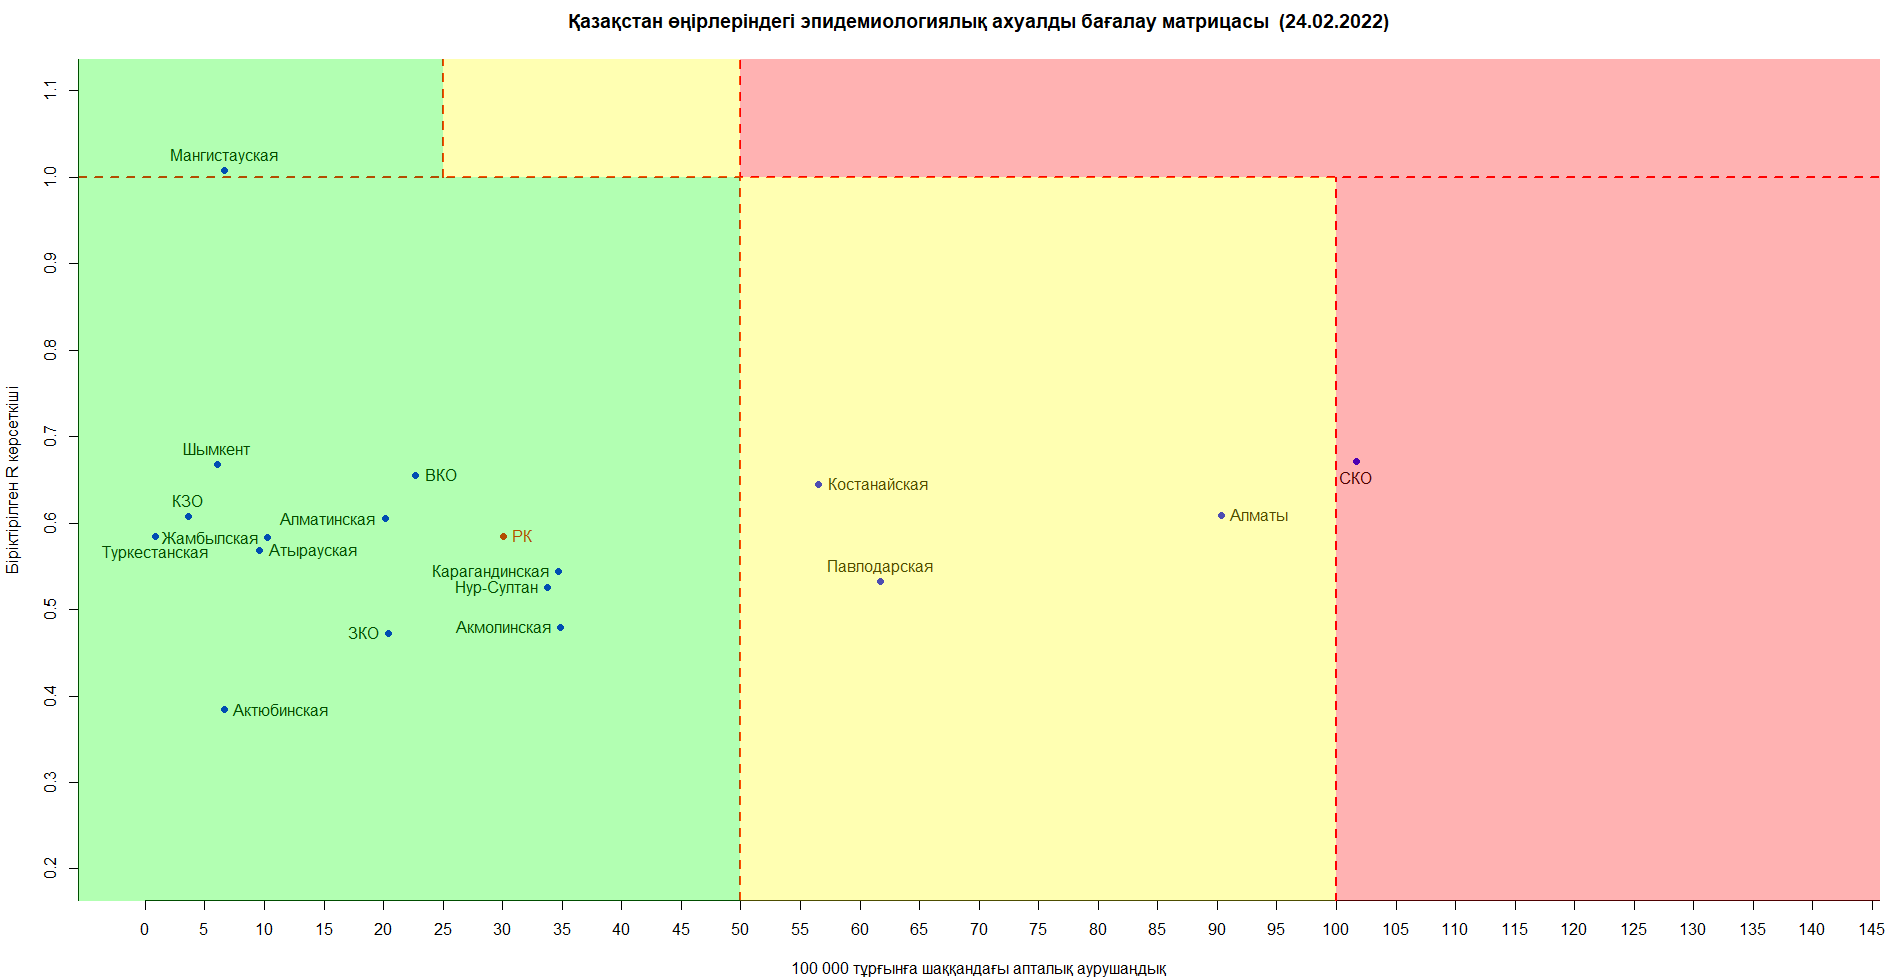 Қазақстан өңірлеріндегі эпидемиологиялық ахуалды бағалау матрицасы (24.02.2022)
Біріктірілген R көрсеткіші
1.1
1.0
0.9
0.8
0.7
0.6
0.5
0.4
0.3
0.2
Мангистауская
Шымкент
ВКО
СКО
Костанайская
КЗО
Алматинская
Алматы
РК
Жамбылская
Туркестанская
Атырауская
Павлодарская
Карагандинская
Нур-Султан
Акмолинская
ЗКО
Актюбинская
0 5 10 15 20 25 30 35 40 45 50 55 60 65 70 75 80 85 90 95 100 105 110 115 120 125 130 135 140 145
100 000 тұрғынға шаққандағы апталық аурушаңдық